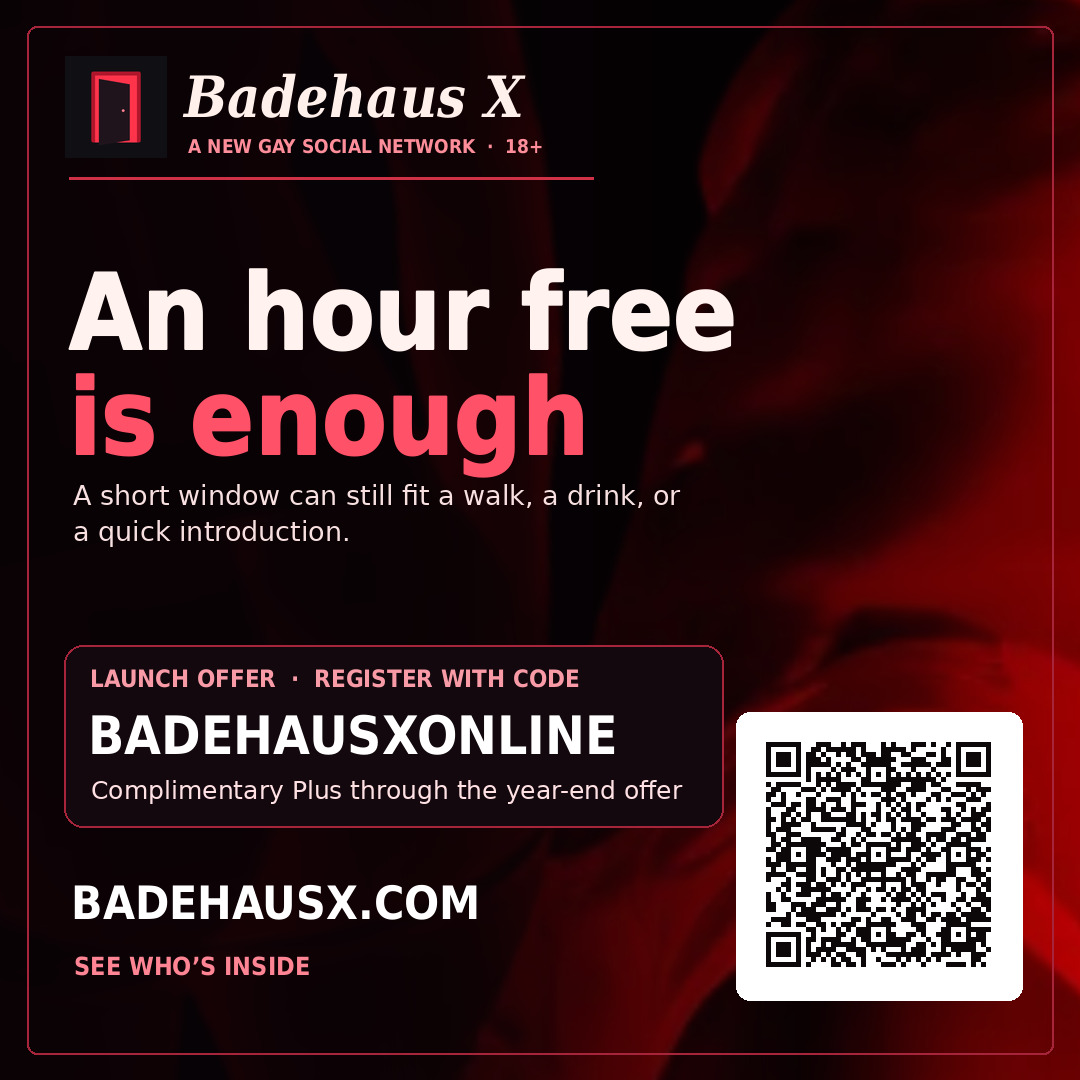 Badehaus X
A NEW GAY SOCIAL NETWORK · 18+
An hour free
is enough
A short window can still fit a walk, a drink, or
a quick introduction.
LAUNCH OFFER · REGISTER WITH CODE
BADEHAUSXONLINE
Complimentary Plus through the year-end offer
BADEHAUSX.COM
SEE WHO’S INSIDE